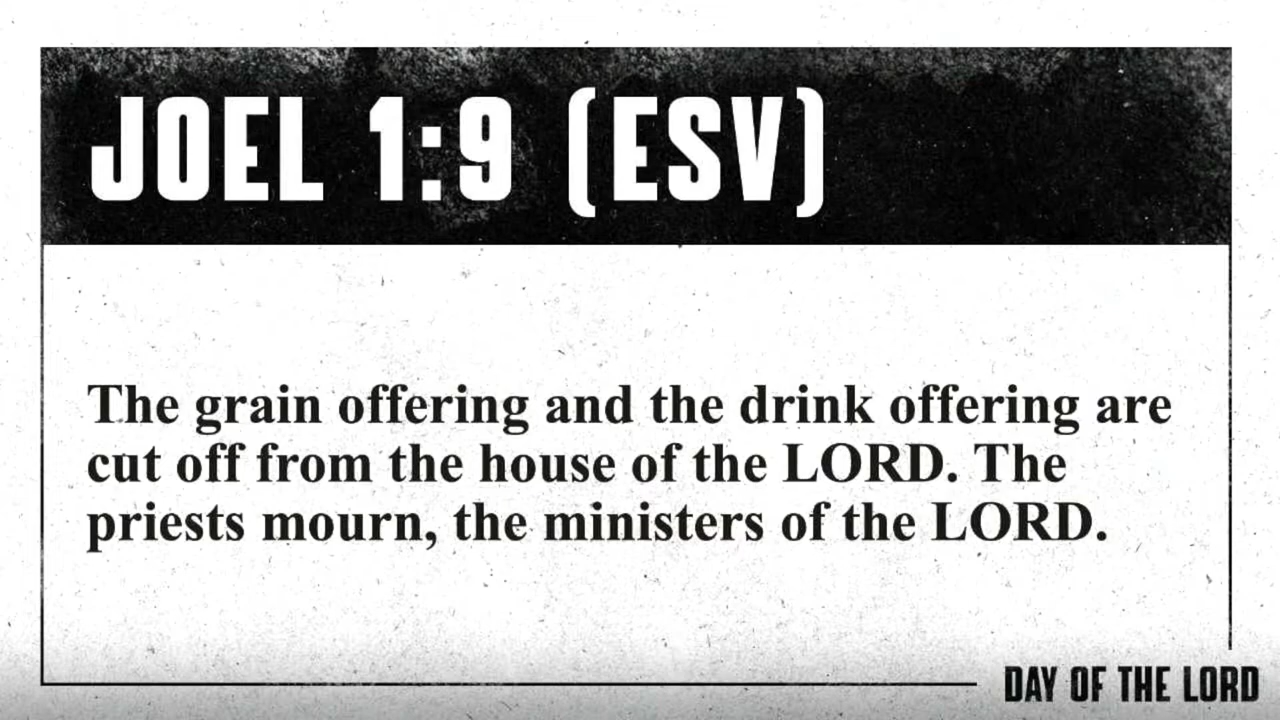 JOEL 1:9 (ESV)
The grain offering and the drink offering are
cut off from the house of the LORD. The
priests mourn, the ministers of the LORD.
DAY OF THE LORD